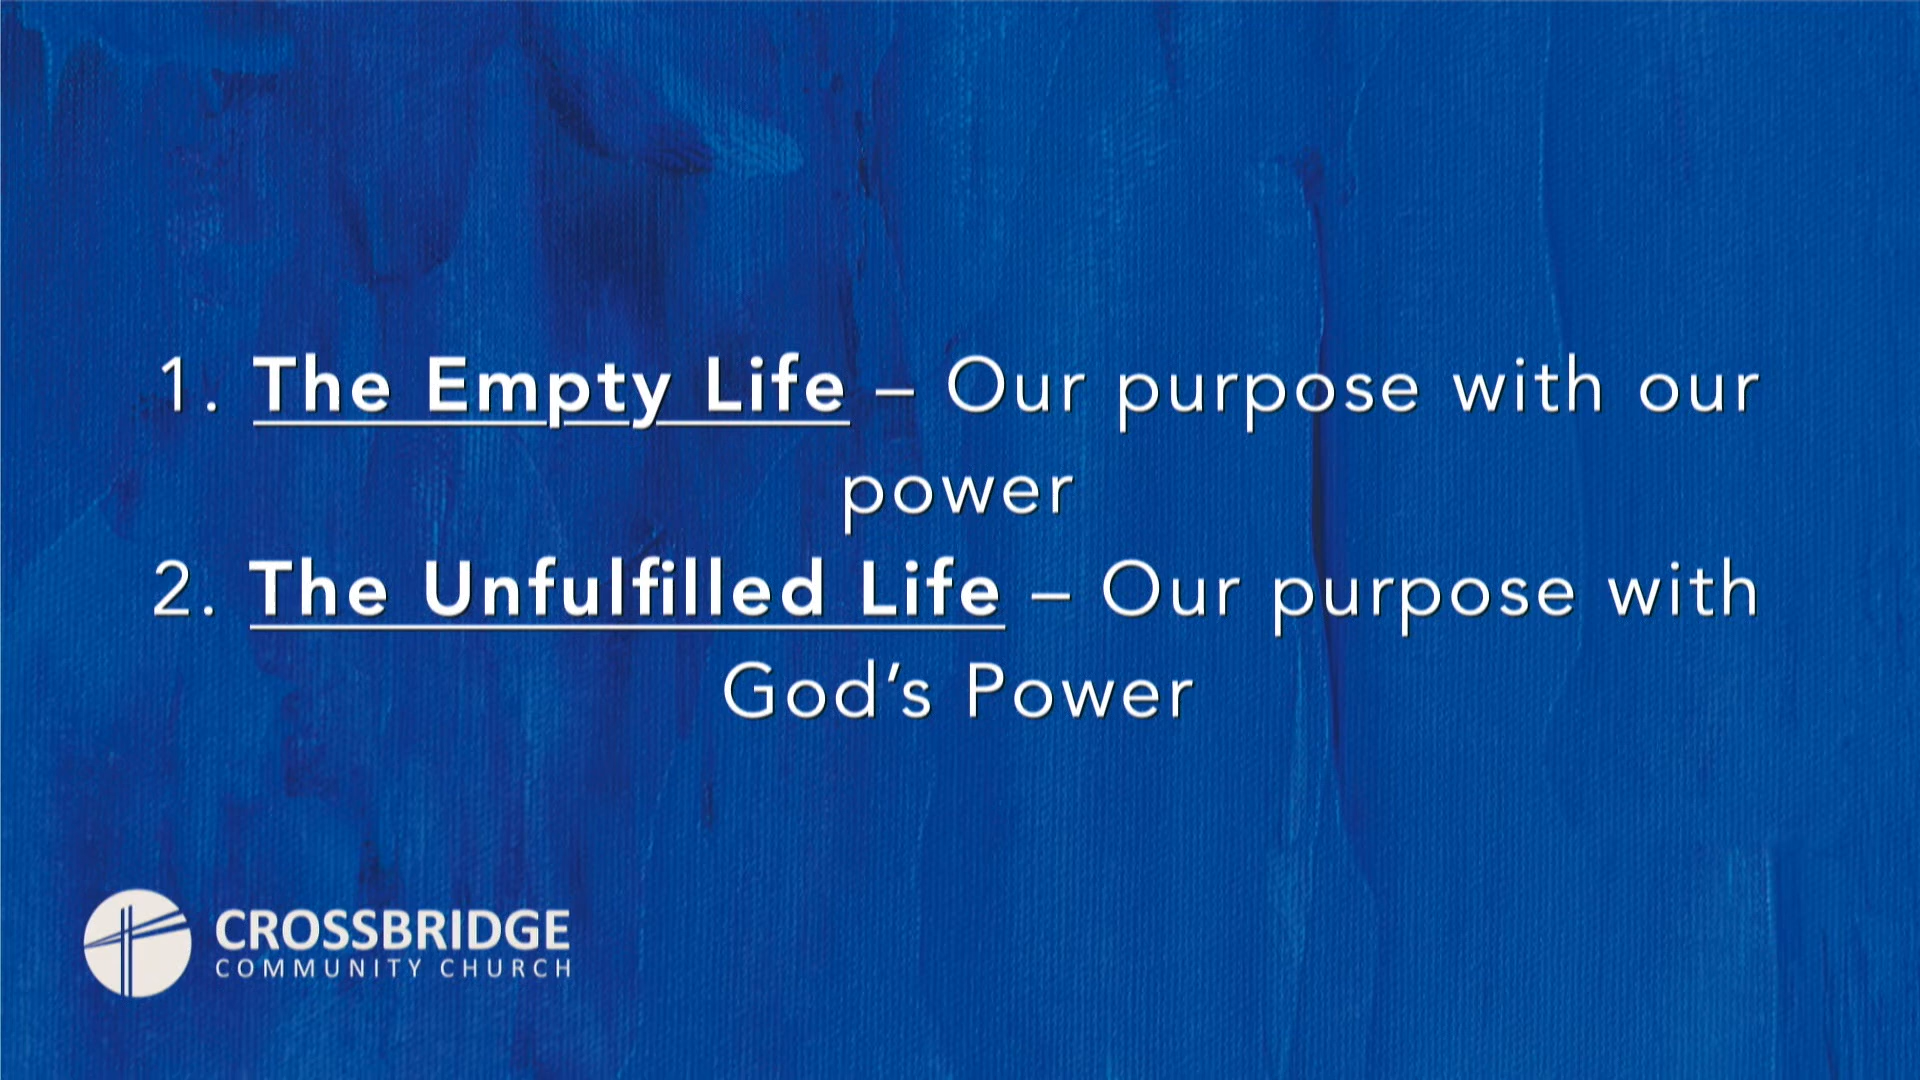 1. The Empty Life – Our purpose with our
power
2. The Unfulfilled Life – Our purpose with
God’s Power
CROSSBRIDGE
COMMUNITY CHURCH